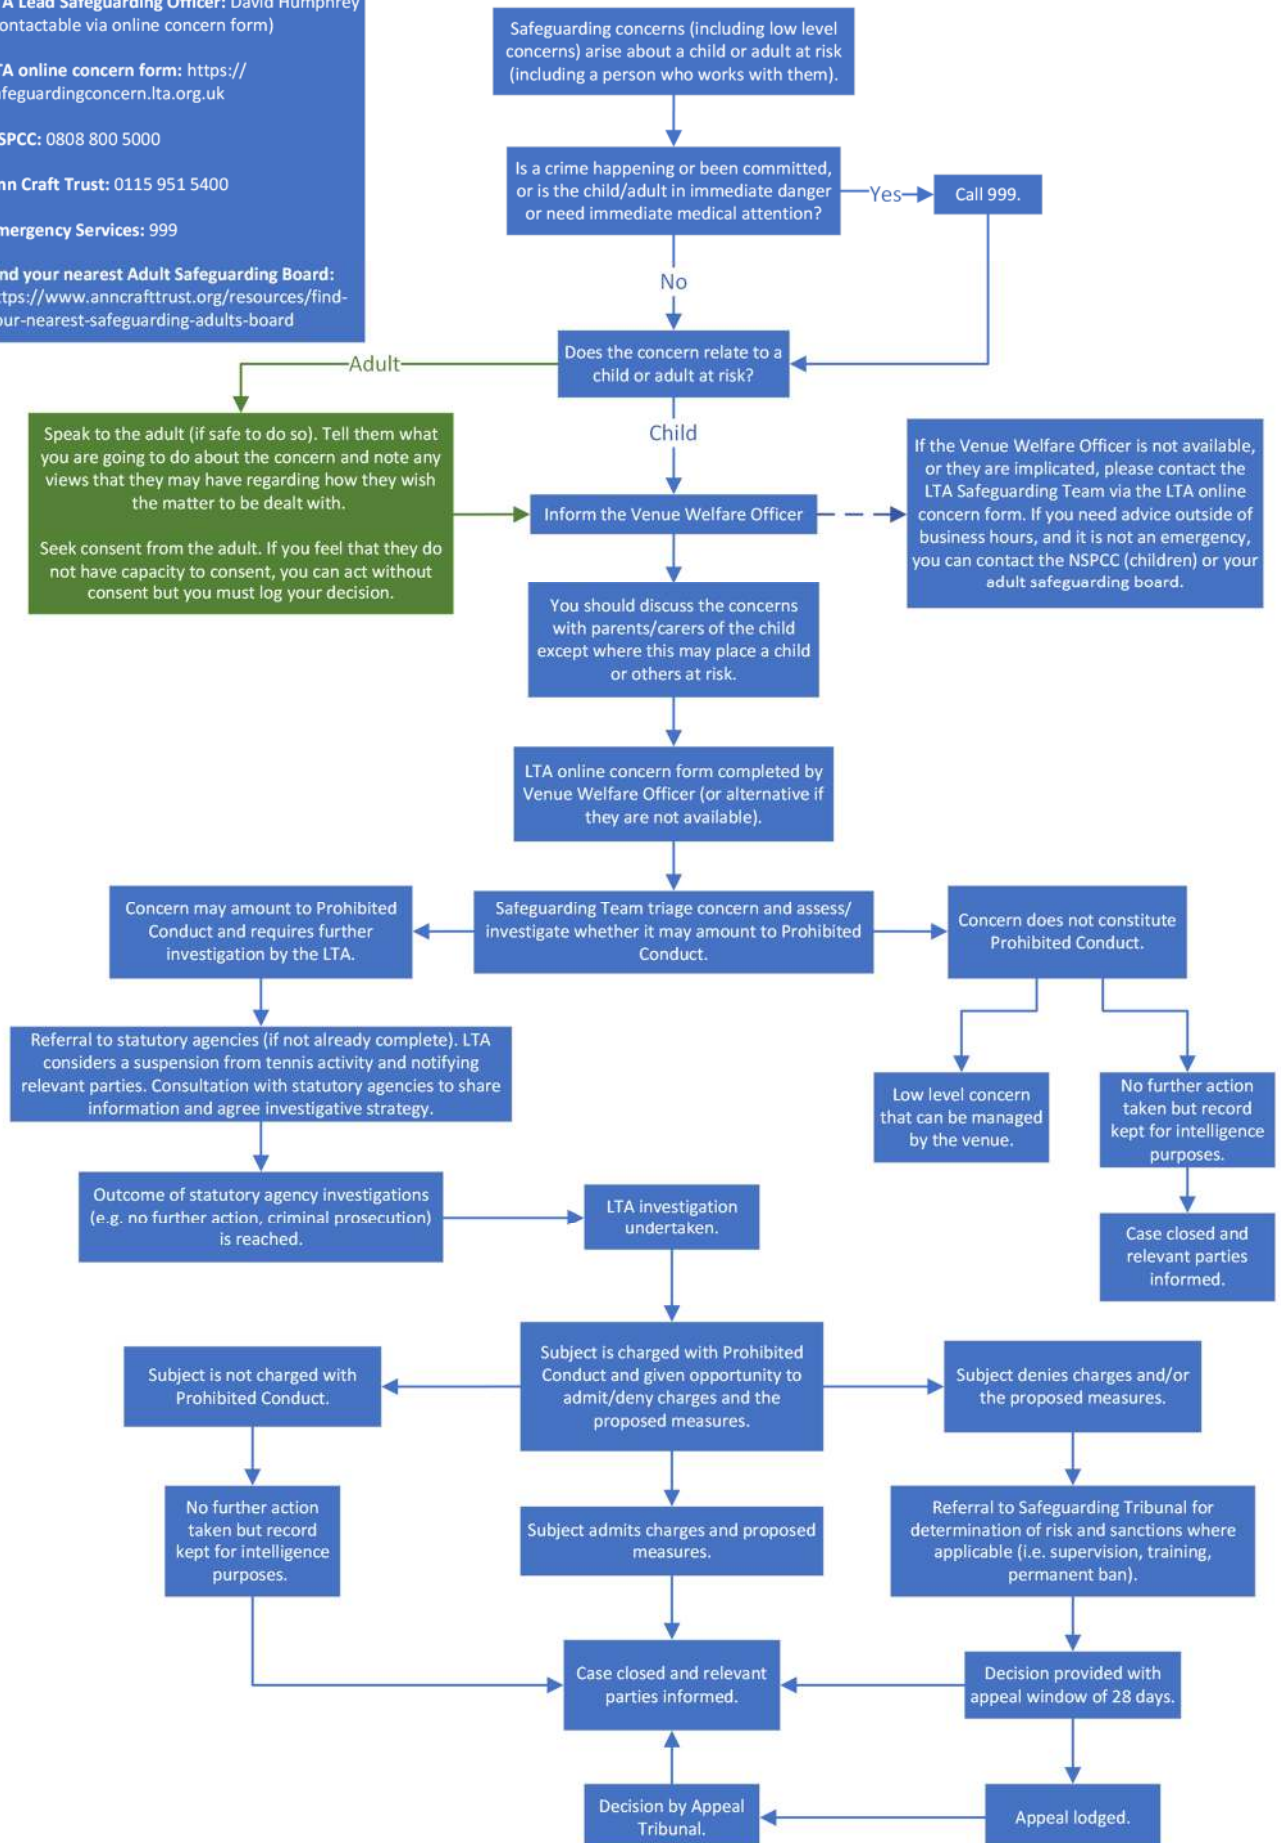 TA Lead Safeguarding Officer: David Humphrey
ontactable via online concern form)
TA online concern form: https://
afeguardingconcern.lta.org.uk
SPCC: 0808 800 5000
nn Craft Trust: 0115 951 5400
mergency Services: 999
nd your nearest Adult Safeguarding Board:
ttps://www.anncrafttrust.org/resources/find-
our-nearest-safeguarding-adults-board
Safeguarding concerns (including low level
concerns) arise about a child or adult at risk
(including a person who works with them).
Is a crime happening or been committed,
or is the child/adult in immediate danger
or need immediate medical attention?
Yes
Call 999.
No
Does the concern relate to a
child or adult at risk?
Adult
Child
Speak to the adult (if safe to do so). Tell them what
you are going to do about the concern and note any
views that they may have regarding how they wish
the matter to be dealt with.
Seek consent from the adult. If you feel that they do
not have capacity to consent, you can act without
consent but you must log your decision.
Inform the Venue Welfare Officer
If the Venue Welfare Officer is not available,
or they are implicated, please contact the
LTA Safeguarding Team via the LTA online
concern form. If you need advice outside of
business hours, and it is not an emergency,
you can contact the NSPCC (children) or your
adult safeguarding board.
You should discuss the concerns
with parents/carers of the child
except where this may place a child
or others at risk.
LTA online concern form completed by
Venue Welfare Officer (or alternative if
they are not available).
Concern may amount to Prohibited
Conduct and requires further
investigation by the LTA.
Safeguarding Team triage concern and assess/
investigate whether it may amount to Prohibited
Conduct.
Concern does not constitute
Prohibited Conduct.
Referral to statutory agencies (if not already complete). LTA
considers a suspension from tennis activity and notifying
relevant parties. Consultation with statutory agencies to share
information and agree investigative strategy.
Low level concern
that can be managed
by the venue.
No further action
taken but record
kept for intelligence
purposes.
Outcome of statutory agency investigations
(e.g. no further action, criminal prosecution)
is reached.
LTA investigation
undertaken.
Case closed and
relevant parties
informed.
Subject is not charged with
Prohibited Conduct.
Subject is charged with Prohibited
Conduct and given opportunity to
admit/deny charges and the
proposed measures.
Subject denies charges and/or
the proposed measures.
No further action
taken but record
kept for intelligence
purposes.
Subject admits charges and proposed
measures.
Referral to Safeguarding Tribunal for
determination of risk and sanctions where
applicable (i.e. supervision, training,
permanent ban).
Case closed and relevant
parties informed.
Decision provided with
appeal window of 28 days.
Decision by Appeal
Tribunal.
Appeal lodged.